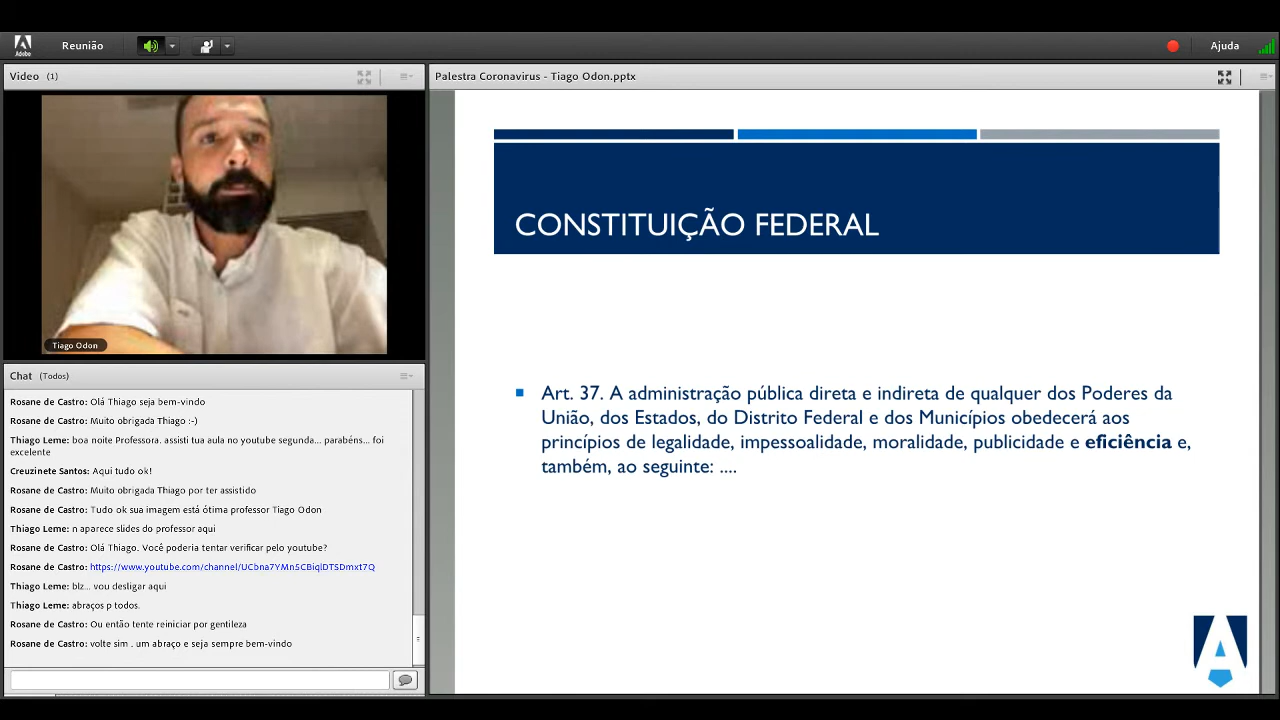 Adobe
Reunião
Ajuda
Video (1)
Tiago Odon
Chat (Todos)
Rosane de Castro: Olá Thiago seja bem-vindo
Rosane de Castro: Muito obrigada Thiago :-)
Thiago Leme: boa noite Professora. assisti tua aula no youtube segunda... parabéns... foi
excelente
Creuzinete Santos: Aqui tudo ok!
Rosane de Castro: Muito obrigada Thiago por ter assistido
Rosane de Castro: Tudo ok sua imagem está ótima professor Tiago Odon
Thiago Leme: n aparece slides do professor aqui
Rosane de Castro: Olá Thiago. Você poderia tentar verificar pelo youtube?
Rosane de Castro: https://www.youtube.com/channel/UCbna7YMn5CBiqlDTSDmxt7Q
Thiago Leme: blz... vou desligar aqui
Thiago Leme: abraços p todos.
Rosane de Castro: Ou então tente reiniciar por gentileza
Rosane de Castro: volte sim . um abraço e seja sempre bem-vindo
Palestra Coronavirus - Tiago Odon.pptx
CONSTITUIÇÃO FEDERAL
Art. 37. A administração pública direta e indireta de qualquer dos Poderes da
União, dos Estados, do Distrito Federal e dos Municípios obedecerá aos
princípios de legalidade, impessoalidade, moralidade, publicidade e eficiência e,
também, ao seguinte: ....